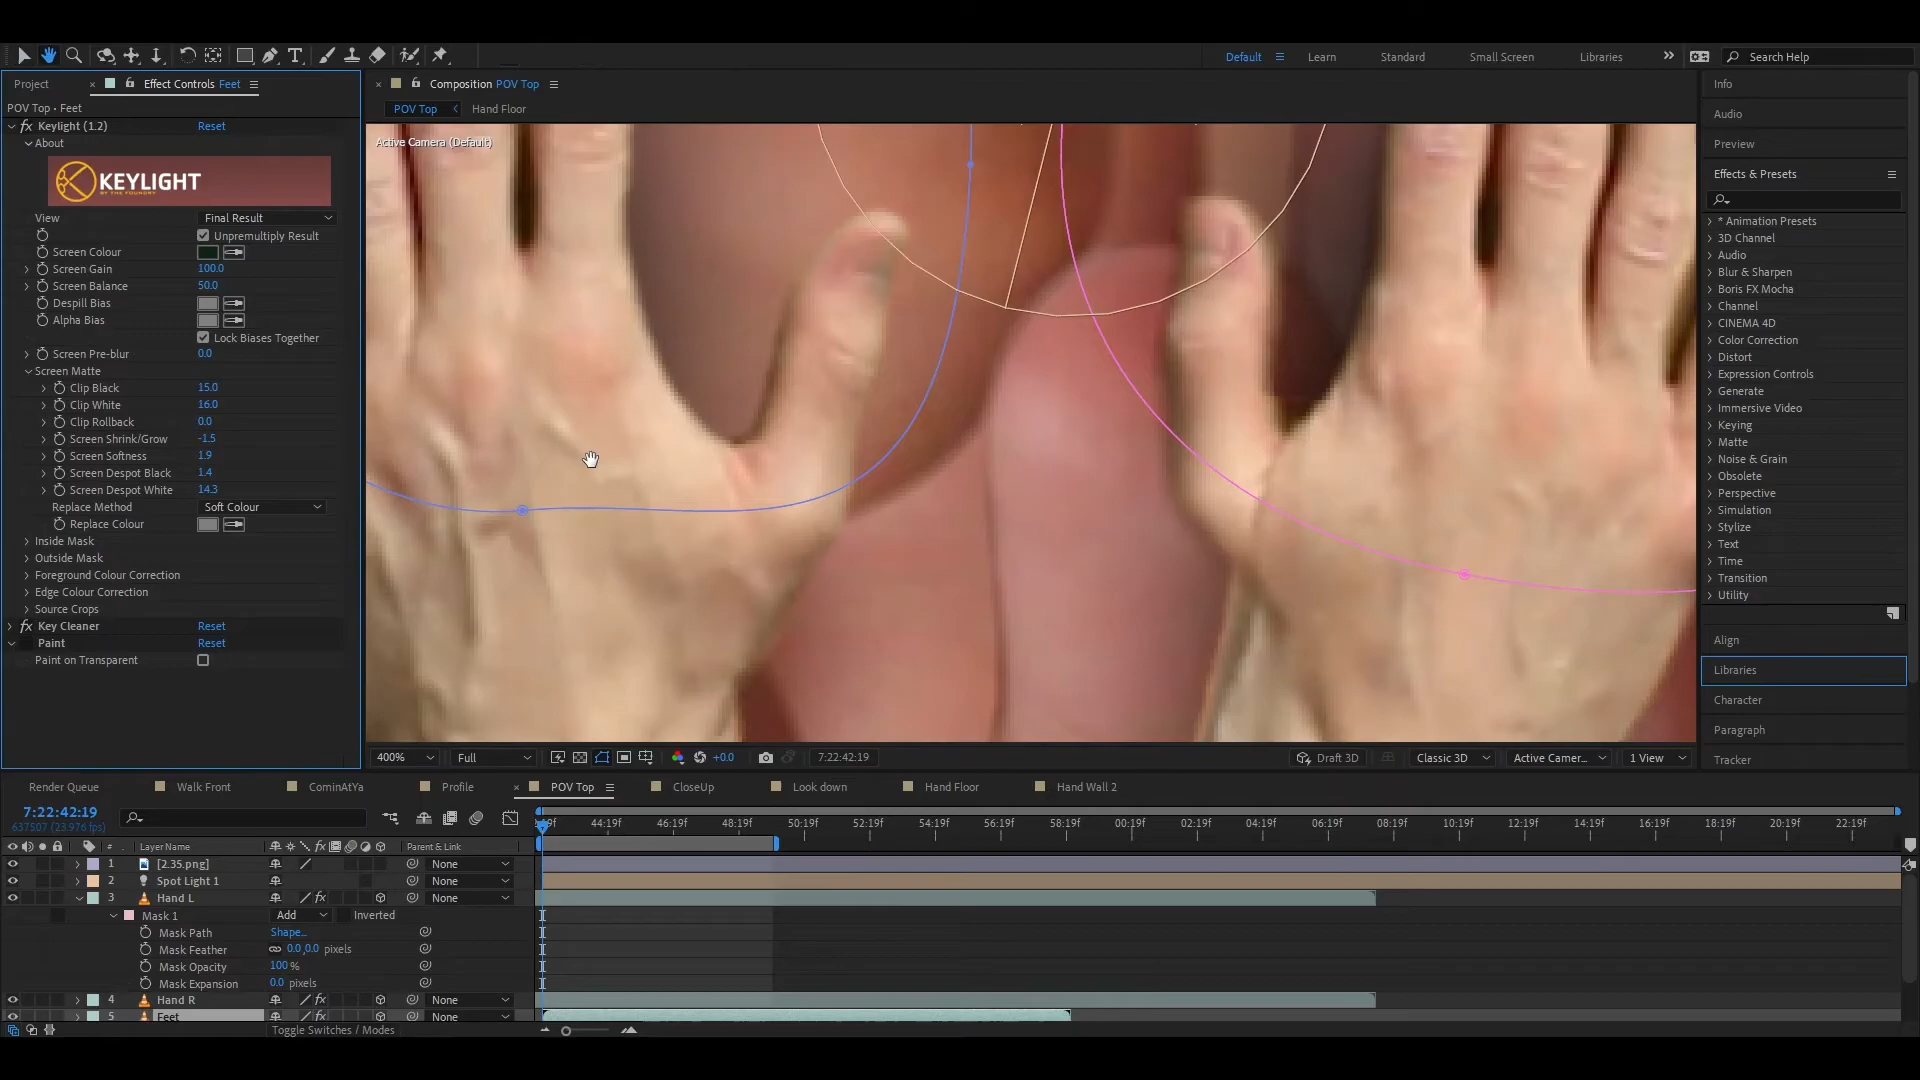 Default
Learn
Standard
Small Screen
Libraries
Search Help
Project
Effect Controls Feet
POV Top • Feet
Keylight (1.2)
Reset
About
KEYLIGHT
BY THE FOUNDRY
View
Final Result
Unpremultiply Result
Screen Colour
Screen Gain
100.0
Screen Balance
50.0
Despill Bias
Alpha Bias
Lock Biases Together
Screen Pre-blur
0.0
Screen Matte
Clip Black
15.0
Clip White
16.0
Clip Rollback
0.0
Screen Shrink/Grow
-1.5
Screen Softness
1.9
Screen Despot Black
1.4
Screen Despot White
14.3
Replace Method
Soft Colour
Replace Colour
Inside Mask
Outside Mask
Foreground Colour Correction
Edge Colour Correction
Source Crops
Key Cleaner
Reset
Paint
Reset
Paint on Transparent
Composition POV Top
POV Top
Hand Floor
Active Camera (Default)
400%
Full
+0.0
7:22:42:19
Draft 3D
Classic 3D
Active Camer...
1 View
Info
Audio
Preview
Effects & Presets
* Animation Presets
3D Channel
Audio
Blur & Sharpen
Boris FX Mocha
Channel
CINEMA 4D
Color Correction
Distort
Expression Controls
Generate
Immersive Video
Keying
Matte
Noise & Grain
Obsolete
Perspective
Simulation
Stylize
Text
Time
Transition
Utility
Align
Libraries
Character
Paragraph
Tracker
Render Queue
Walk Front
CominAtYa
Profile
POV Top
CloseUp
Look down
Hand Floor
Hand Wall 2
7:22:42:19
637507 (23.976 fps)
44:19f
46:19f
48:19f
50:19f
52:19f
54:19f
56:19f
58:19f
00:19f
02:19f
04:19f
06:19f
08:19f
10:19f
12:19f
14:19f
16:19f
18:19f
20:19f
22:19f
#
Layer Name
Parent & Link
1
[2.35.png]
None
2
Spot Light 1
None
3
Hand L
None
Mask 1
Add
Inverted
Mask Path
Shape...
Mask Feather
0.0,0.0 pixels
Mask Opacity
100 %
Mask Expansion
0.0 pixels
4
Hand R
None
5
Feet
None
Toggle Switches / Modes